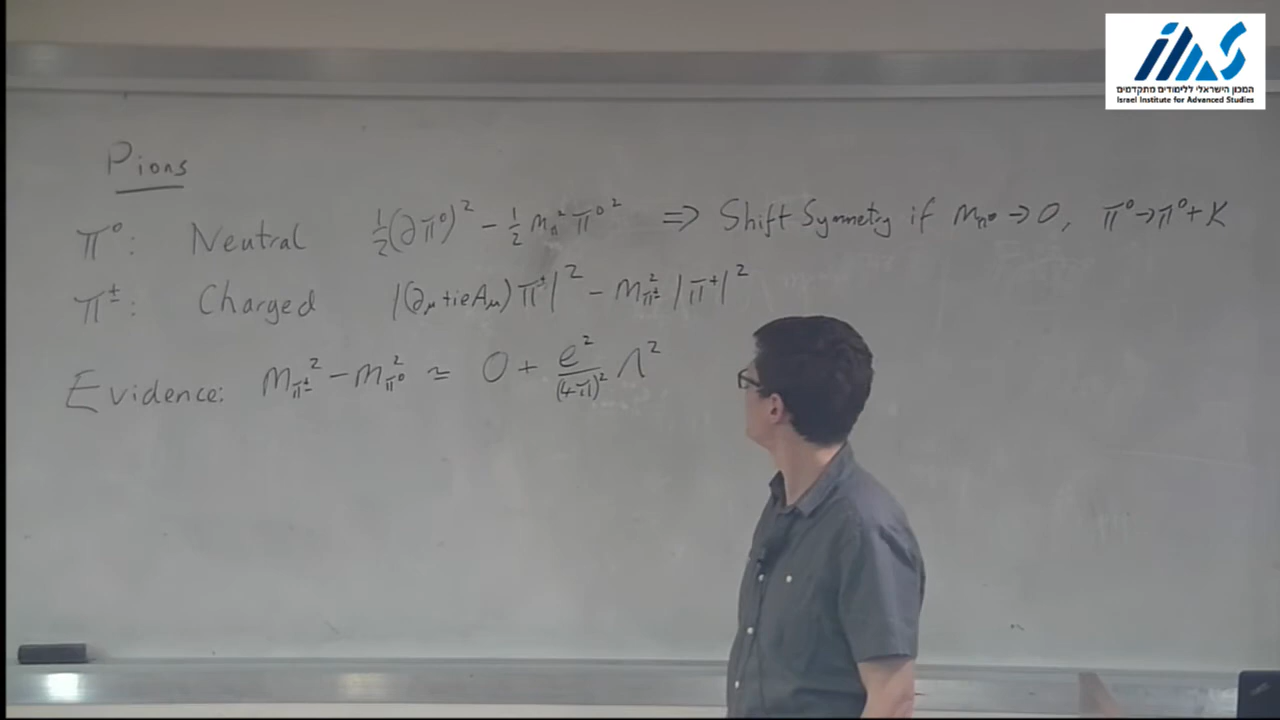 המכון הישראלי ללימודים מתקדמים
Israel Institute for Advanced Studies
Pions
π⁰: Neutral ½(∂π⁰)² - ½ m_π² π⁰² ⇒ Shift Symmetry if m_π⁰ → 0, π⁰ → π⁰ + K
π±: Charged |(∂_μ + ieA_μ)π±|² - m_π±² |π⁺|²
Evidence: m_π±² - m_π⁰² ≃ 0 + e²/(4π)² Λ²